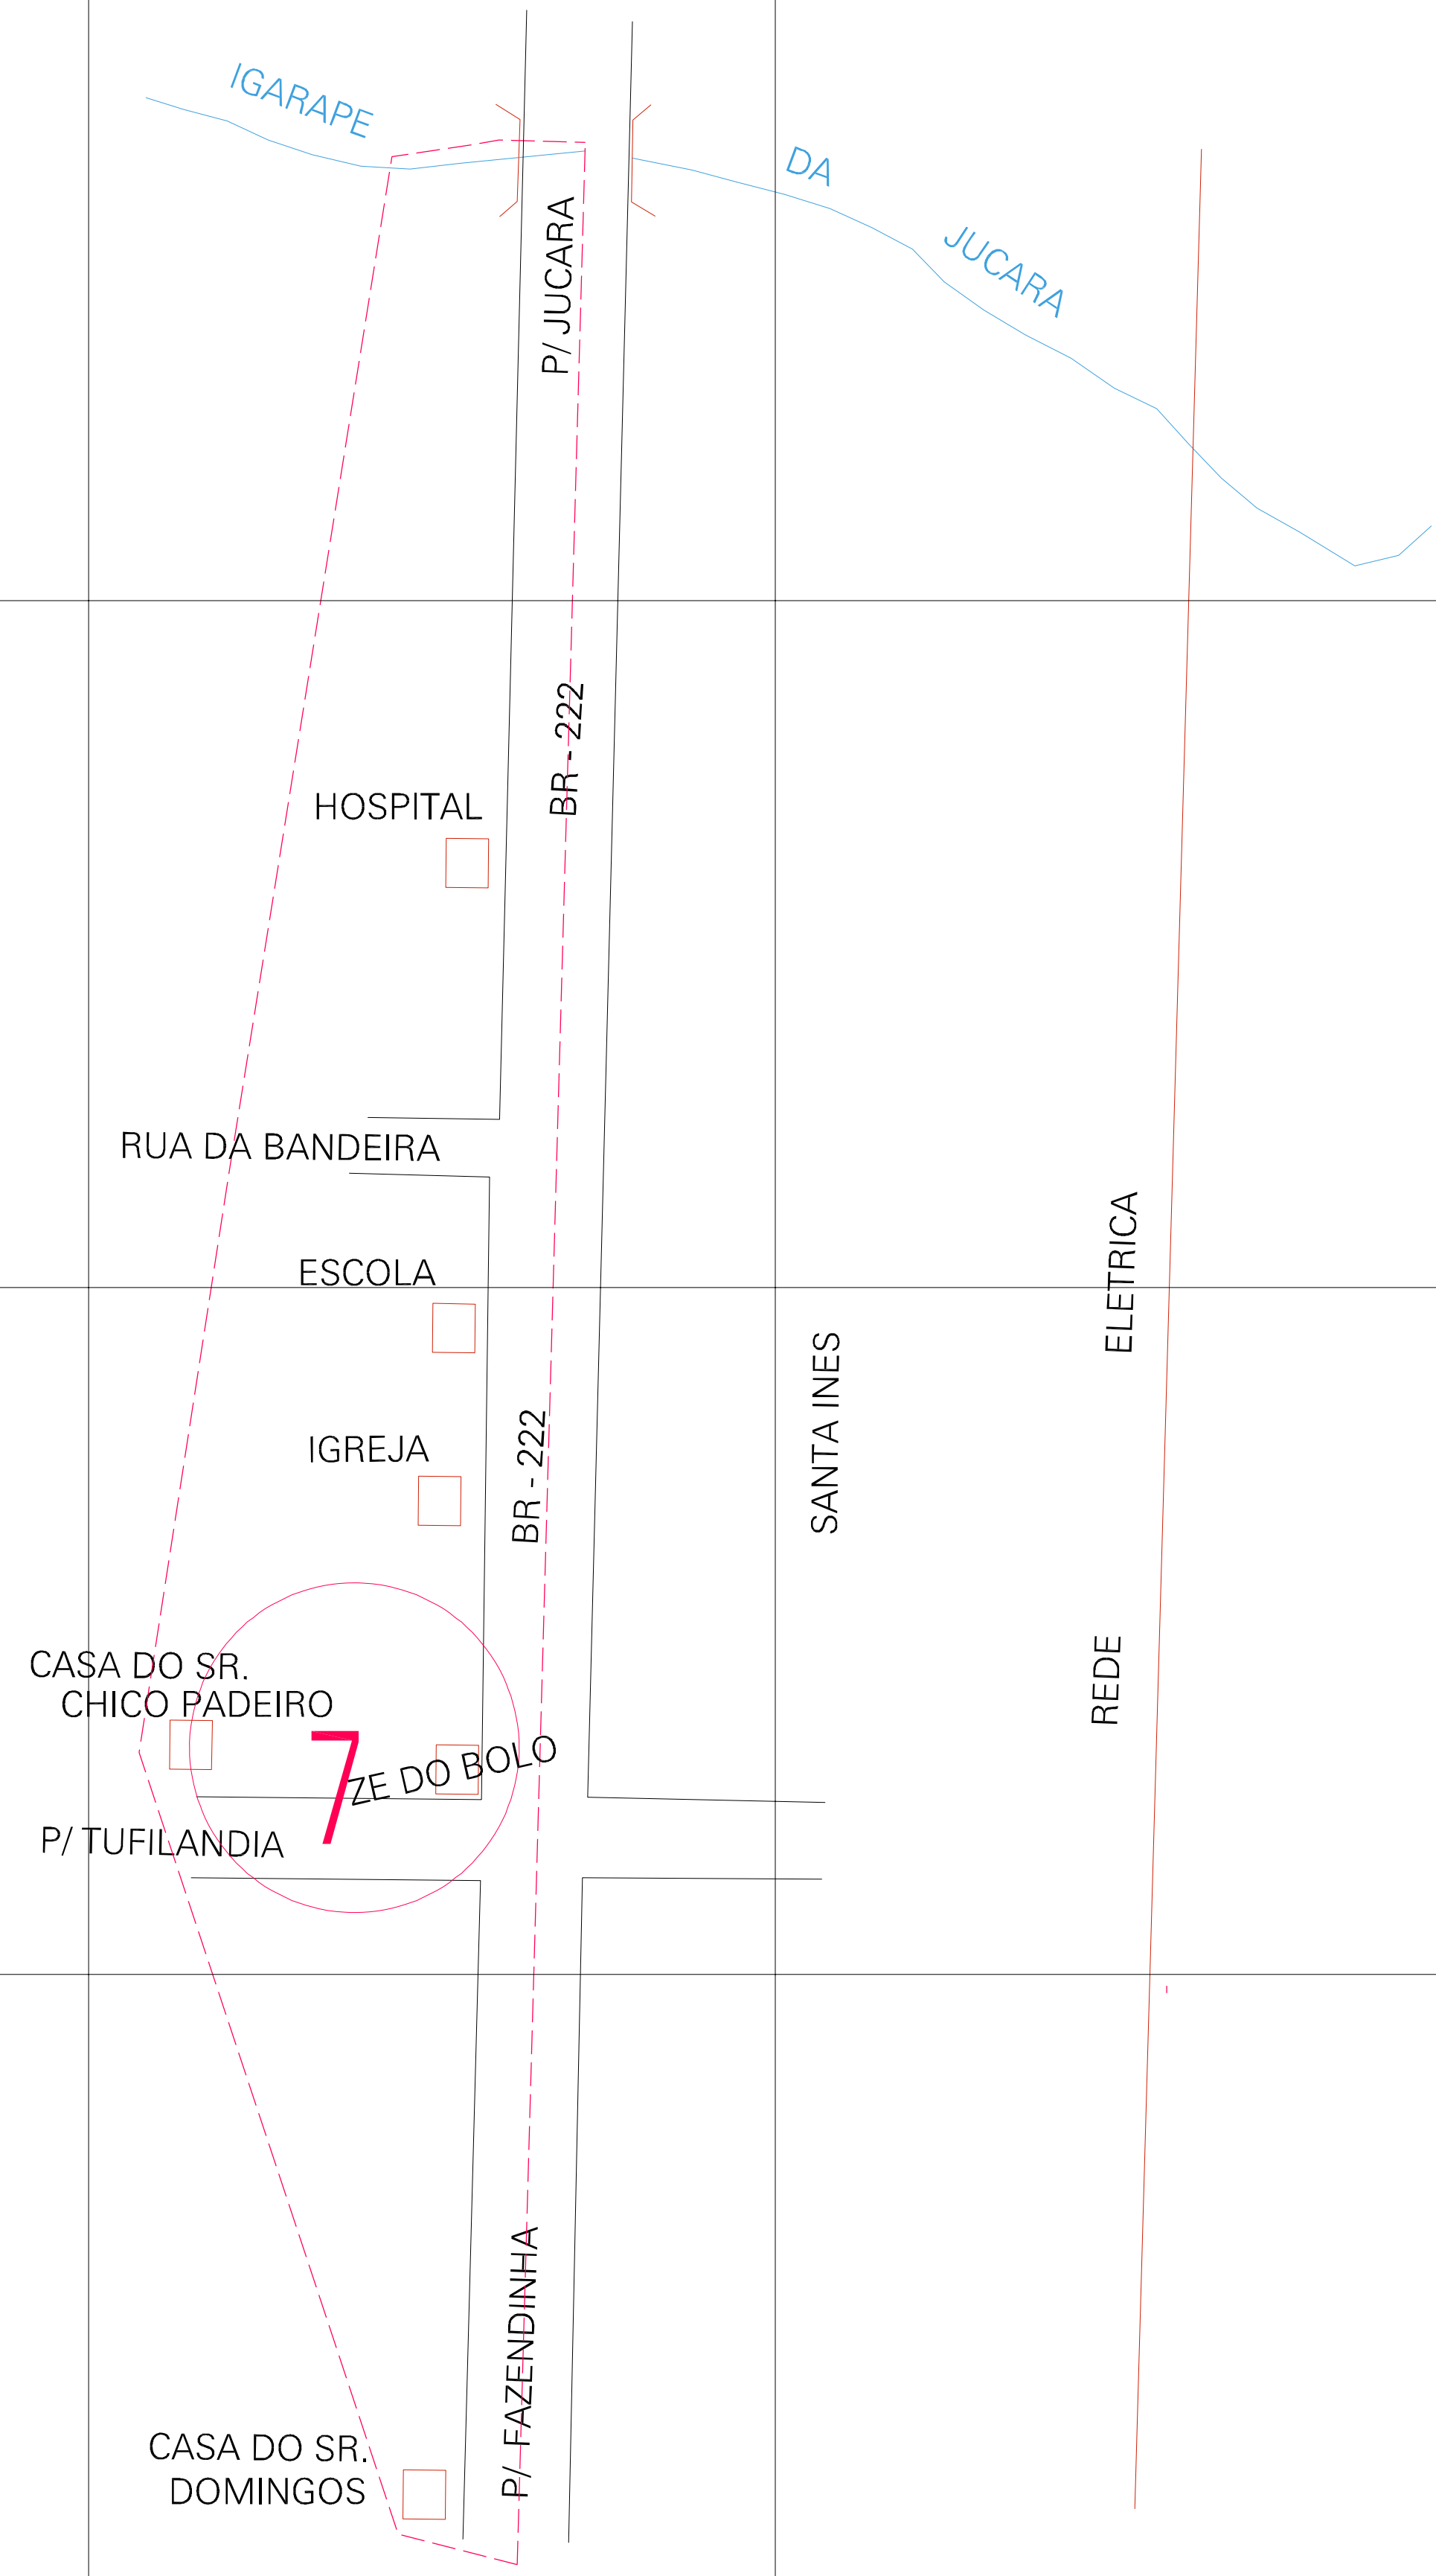 IGARAPE
DA
JUCARA
P/ JUCARA
BR - 222
HOSPITAL
RUA DA BANDEIRA
ESCOLA
ELETRICA
SANTA INES
IGREJA
BR - 222
REDE
CASA DO SR.
CHICO PADEIRO
7
ZE DO BOLO
P/ TUFILANDIA
P/ FAZENDINHA
CASA DO SR.
DOMINGOS